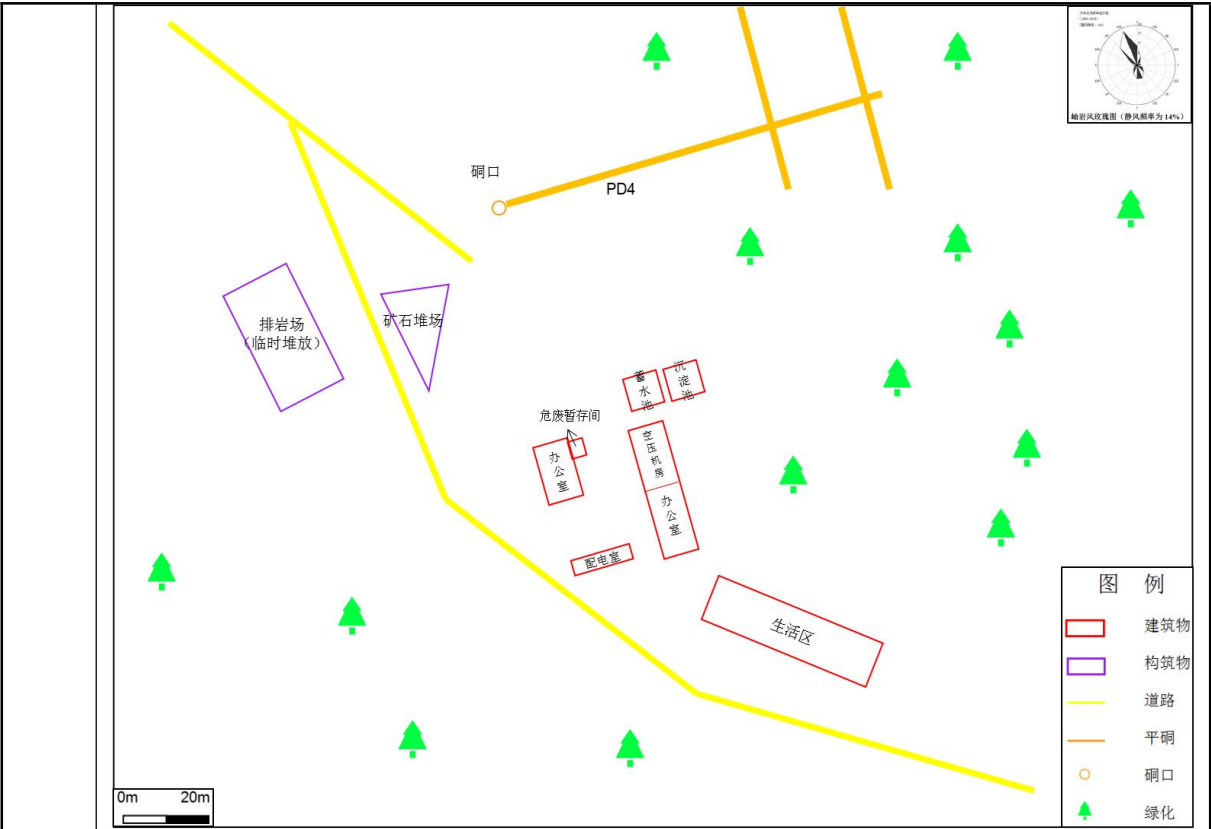 岫岩风玫瑰图（静风频率为14%）
硐口
PD4
排岩场
（临时堆放）
矿石堆场
蓄水池
沉淀池
危废暂存间
办公室
空压机房
办公室
配电室
生活区
图 例
建筑物
构筑物
道路
平硐
硐口
绿化
0m 20m